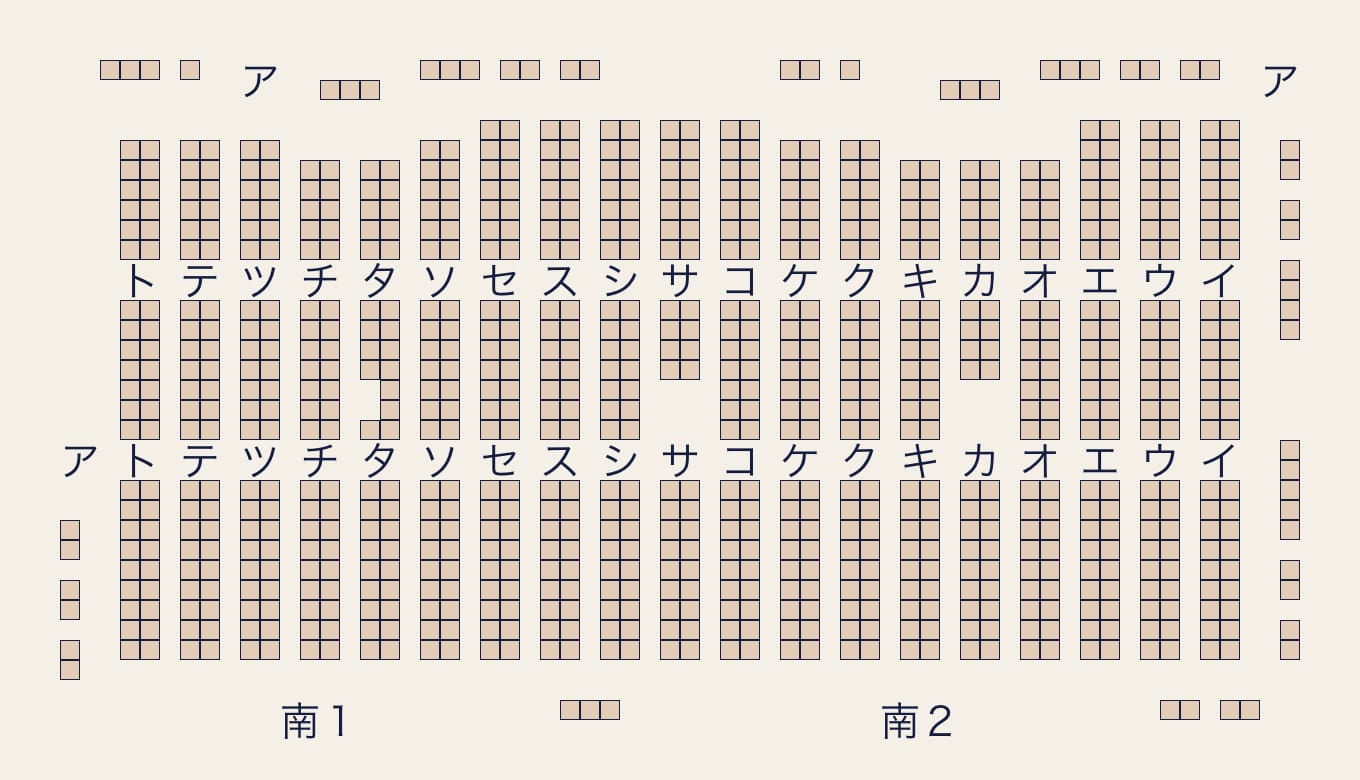 ア ア
ト テ ツ チ タ ソ セ ス シ サ コ ケ ク キ カ オ エ ウ イ
ア ト テ ツ チ タ ソ セ ス シ サ コ ケ ク キ カ オ エ ウ イ
南1 南2